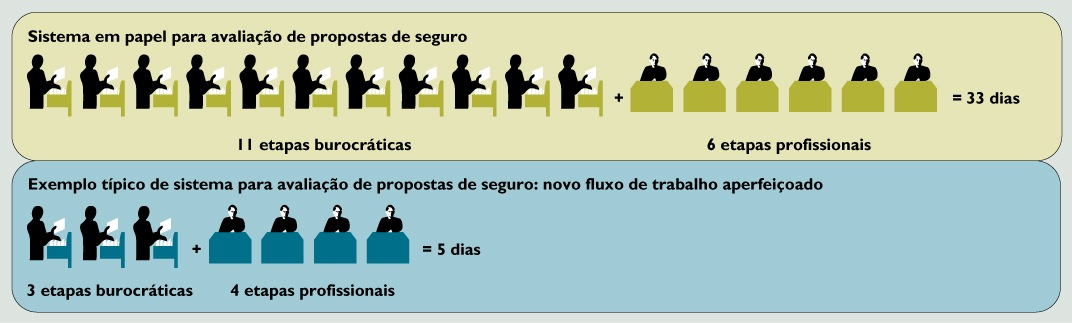 Sistema em papel para avaliação de propostas de seguro
+ = 33 dias
11 etapas burocráticas 6 etapas profissionais
Exemplo típico de sistema para avaliação de propostas de seguro: novo fluxo de trabalho aperfeiçoado
+ = 5 dias
3 etapas burocráticas 4 etapas profissionais